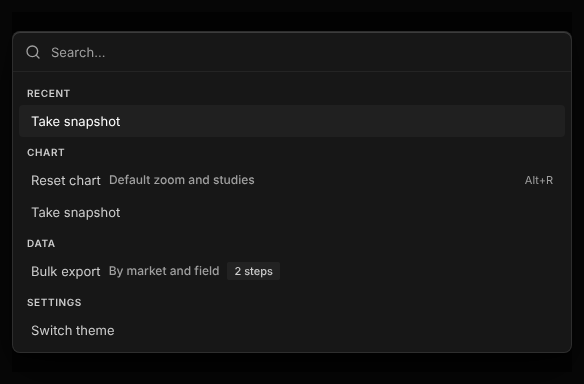 Search...
RECENT
Take snapshot
CHART
Reset chart Default zoom and studies Alt+R
Take snapshot
DATA
Bulk export By market and field 2 steps
SETTINGS
Switch theme